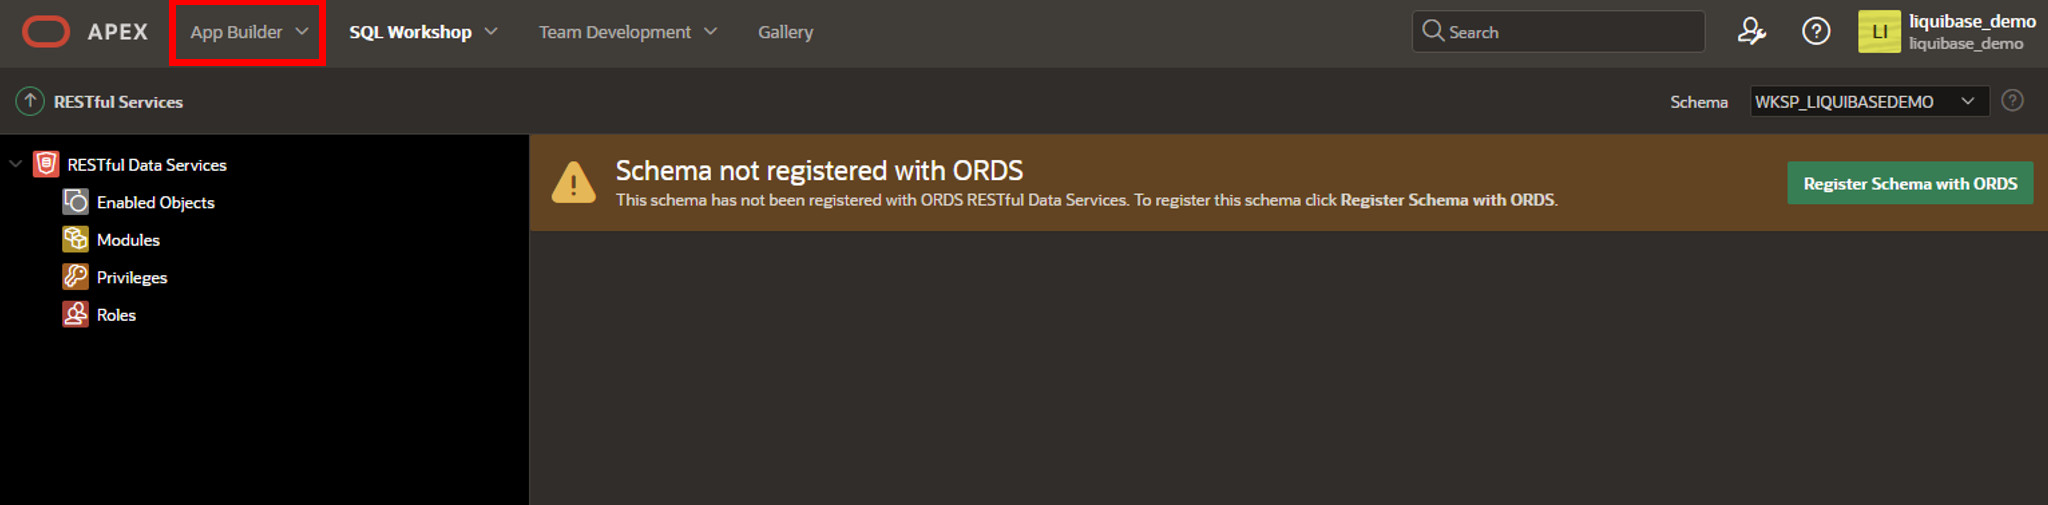 APEX App Builder SQL Workshop Team Development Gallery Search LI liquibase_demo
liquibase_demo
RESTful Services Schema WKSP_LIQUIBASEDEMO ?
RESTful Data Services
Enabled Objects
Modules
Privileges
Roles
Schema not registered with ORDS
This schema has not been registered with ORDS RESTful Data Services. To register this schema click Register Schema with ORDS.
Register Schema with ORDS